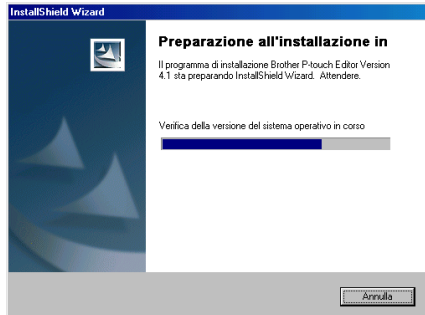 InstallShield Wizard
Preparazione all'installazione in
Il programma di installazione Brother P-touch Editor Version
4.1 sta preparando InstallShield Wizard. Attendere.
Verifica della versione del sistema operativo in corso
Annulla